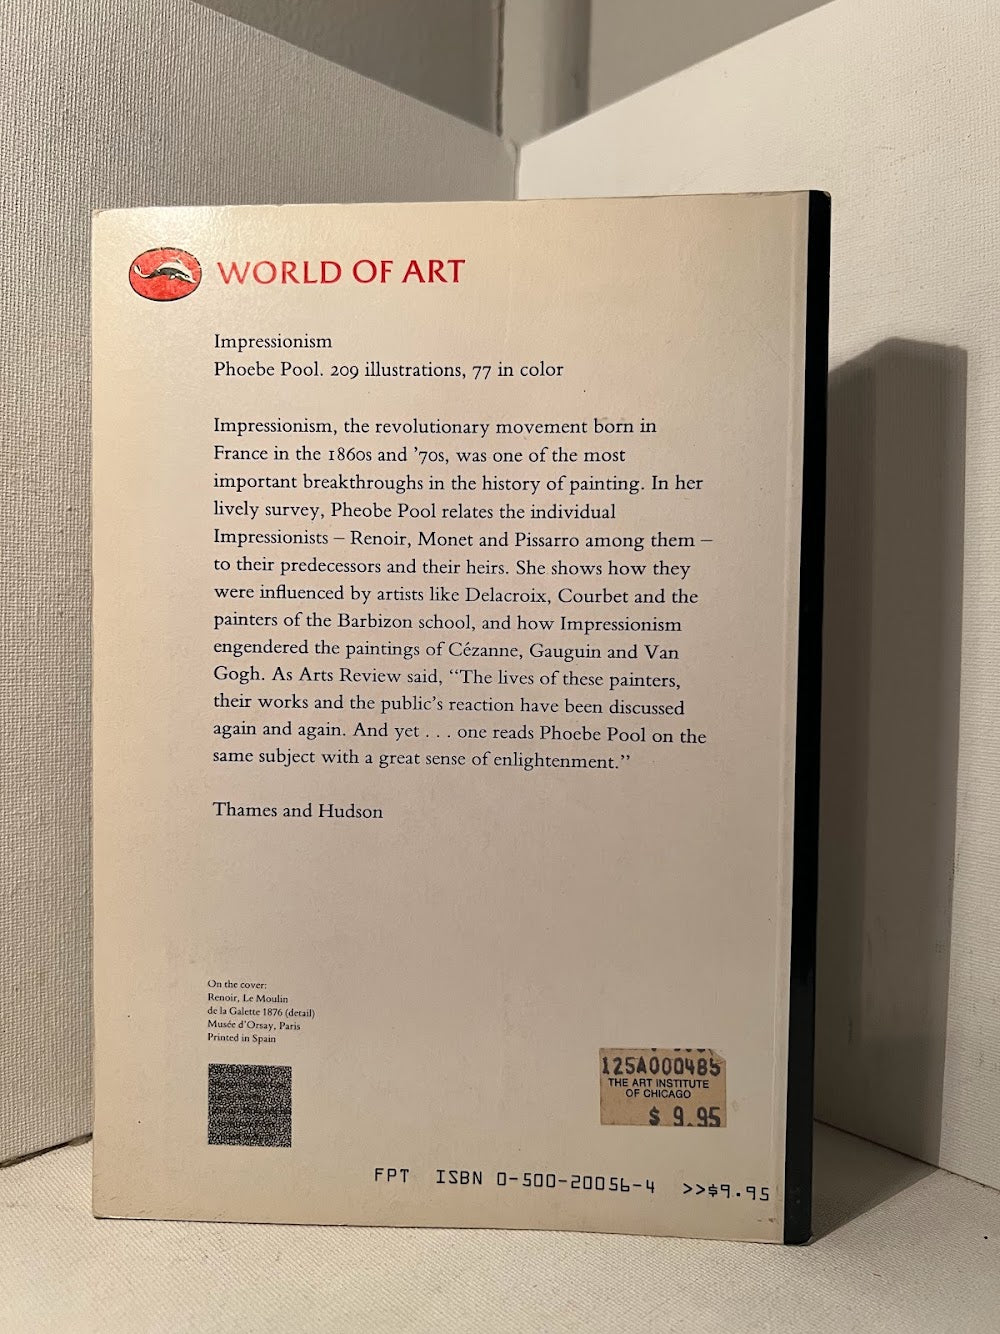 WORLD OF ART
Impressionism
Phoebe Pool. 209 illustrations, 77 in color
Impressionism, the revolutionary movement born in
France in the 1860s and ’70s, was one of the most
important breakthroughs in the history of painting. In her
lively survey, Pheobe Pool relates the individual
Impressionists – Renoir, Monet and Pissarro among them –
to their predecessors and their heirs. She shows how they
were influenced by artists like Delacroix, Courbet and the
painters of the Barbizon school, and how Impressionism
engendered the paintings of Cézanne, Gauguin and Van
Gogh. As Arts Review said, “The lives of these painters,
their works and the public’s reaction have been discussed
again and again. And yet . . . one reads Phoebe Pool on the
same subject with a great sense of enlightenment.”
Thames and Hudson
On the cover:
Renoir, Le Moulin
de la Galette 1876 (detail)
Musée d’Orsay, Paris
Printed in Spain
125A000485
THE ART INSTITUTE
OF CHICAGO
$ 9.95
FPT ISBN 0-500-20056-4 >>$9.95